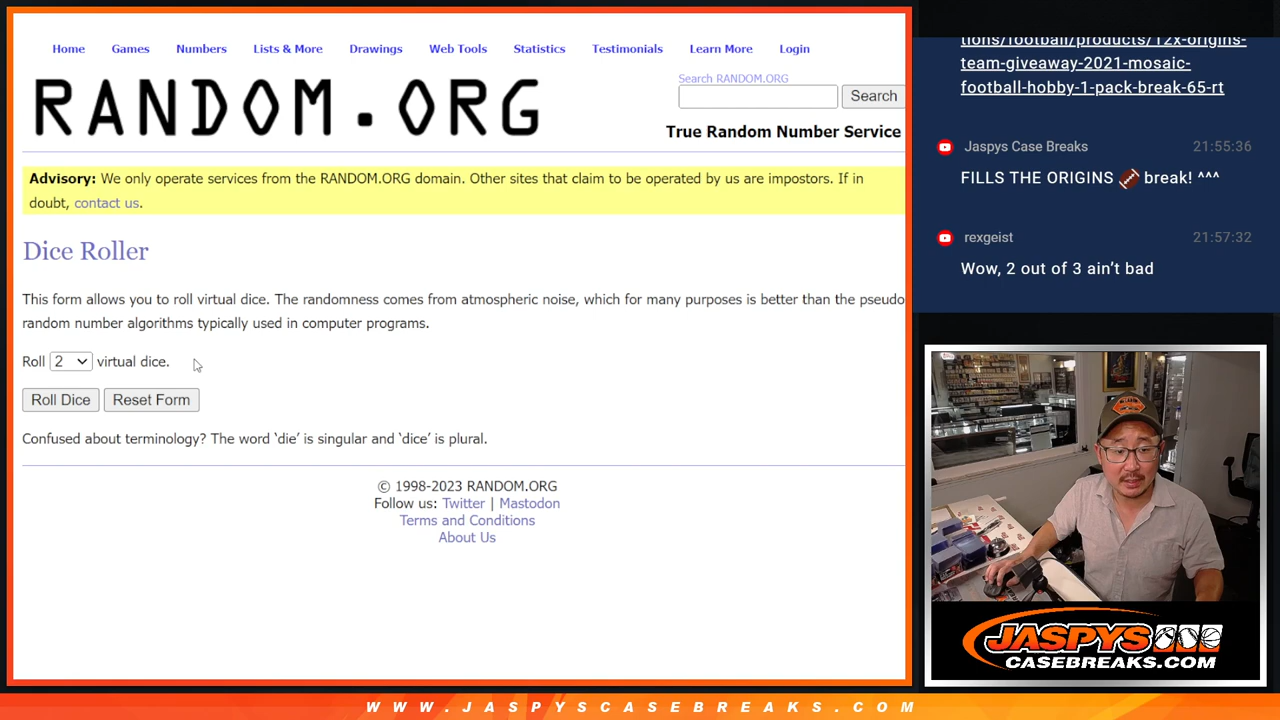 Home Games Numbers Lists & More Drawings Web Tools Statistics Testimonials Learn More Login
RANDOM.ORG
Search RANDOM.ORG
Search
True Random Number Service
Advisory: We only operate services from the RANDOM.ORG domain. Other sites that claim to be operated by us are impostors. If in
doubt, contact us.
Dice Roller
This form allows you to roll virtual dice. The randomness comes from atmospheric noise, which for many purposes is better than the pseudo
random number algorithms typically used in computer programs.
Roll 2 virtual dice.
Roll Dice Reset Form
Confused about terminology? The word ‘die’ is singular and ‘dice’ is plural.
© 1998-2023 RANDOM.ORG
Follow us: Twitter | Mastodon
Terms and Conditions
About Us
tions/football/products/12x-origins-
team-giveaway-2021-mosaic-
football-hobby-1-pack-break-65-rt
Jaspys Case Breaks 21:55:36
FILLS THE ORIGINS 🏈 break! ^^^
rexgeist 21:57:32
Wow, 2 out of 3 ain’t bad
JASPYS
CASEBREAKS.COM
WWW.JASPYSCASEBREAKS.COM